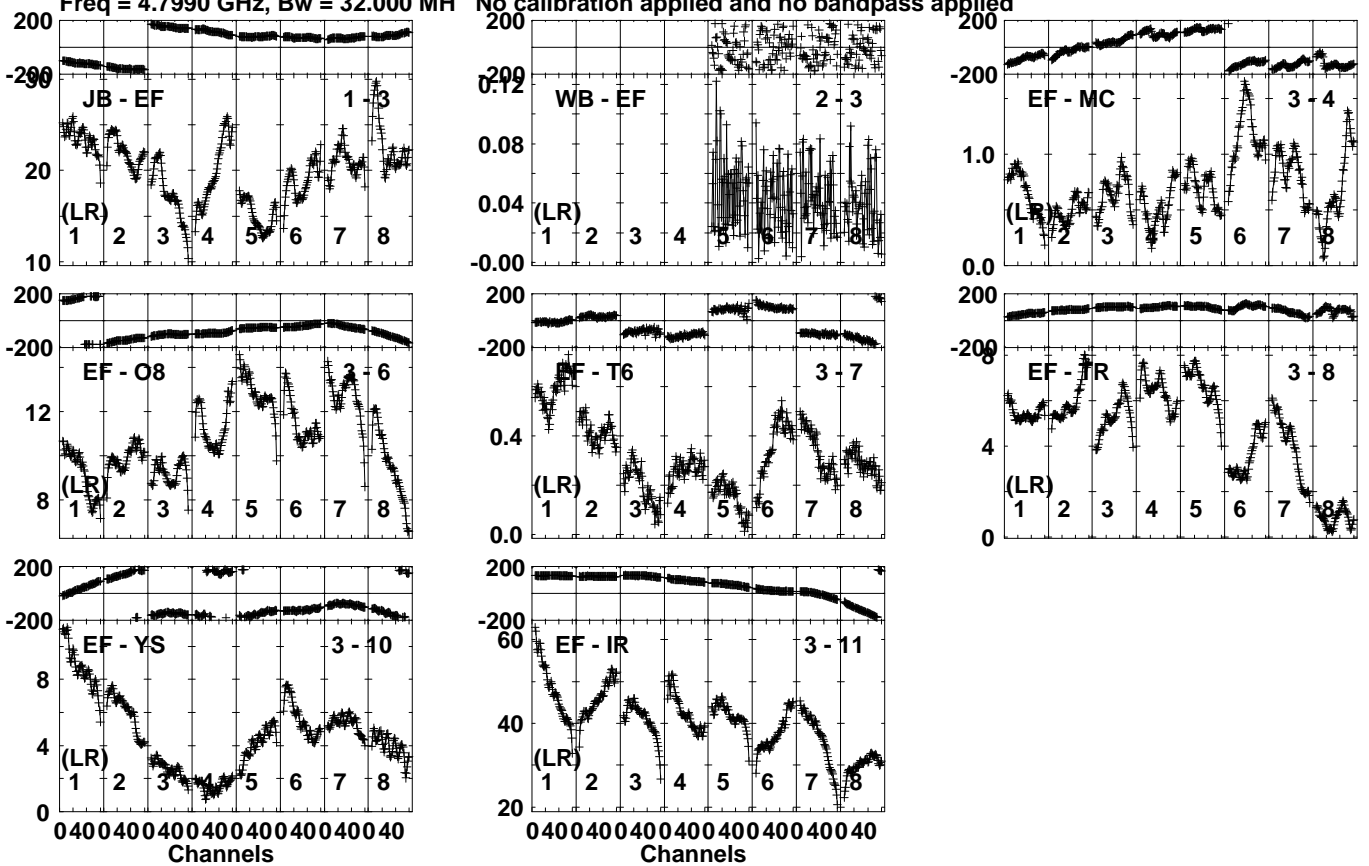 Freq = 4.7990 GHz, Bw = 32.000 MH No calibration applied and no bandpass applied
200
-200
30
20
10
JB - EF 1 - 3
(LR)
1 2 3 4 5 6 7 8
200
-200
0.12
0.08
0.04
-0.00
WB - EF 2 - 3
(LR)
1 2 3 4 5 6 7 8
200
-200
1.0
0.0
EF - MC 3 - 4
(LR)
1 2 3 4 5 6 7 8
200
-200
12
8
EF - O8 3 - 6
(LR)
1 2 3 4 5 6 7 8
200
-200
0.4
0.0
EF - T6 3 - 7
(LR)
1 2 3 4 5 6 7 8
200
-200
8
4
0
EF - TR 3 - 8
(LR)
1 2 3 4 5 6 7 8
200
-200
8
4
0
EF - YS 3 - 10
(LR)
1 2 3 4 5 6 7 8
200
-200
60
40
20
EF - IR 3 - 11
(LR)
1 2 3 4 5 6 7 8
0 40 0 40 0 40 0 40 0 40 0 40 0 40 0 40
Channels
0 40 0 40 0 40 0 40 0 40 0 40 0 40 0 40
Channels